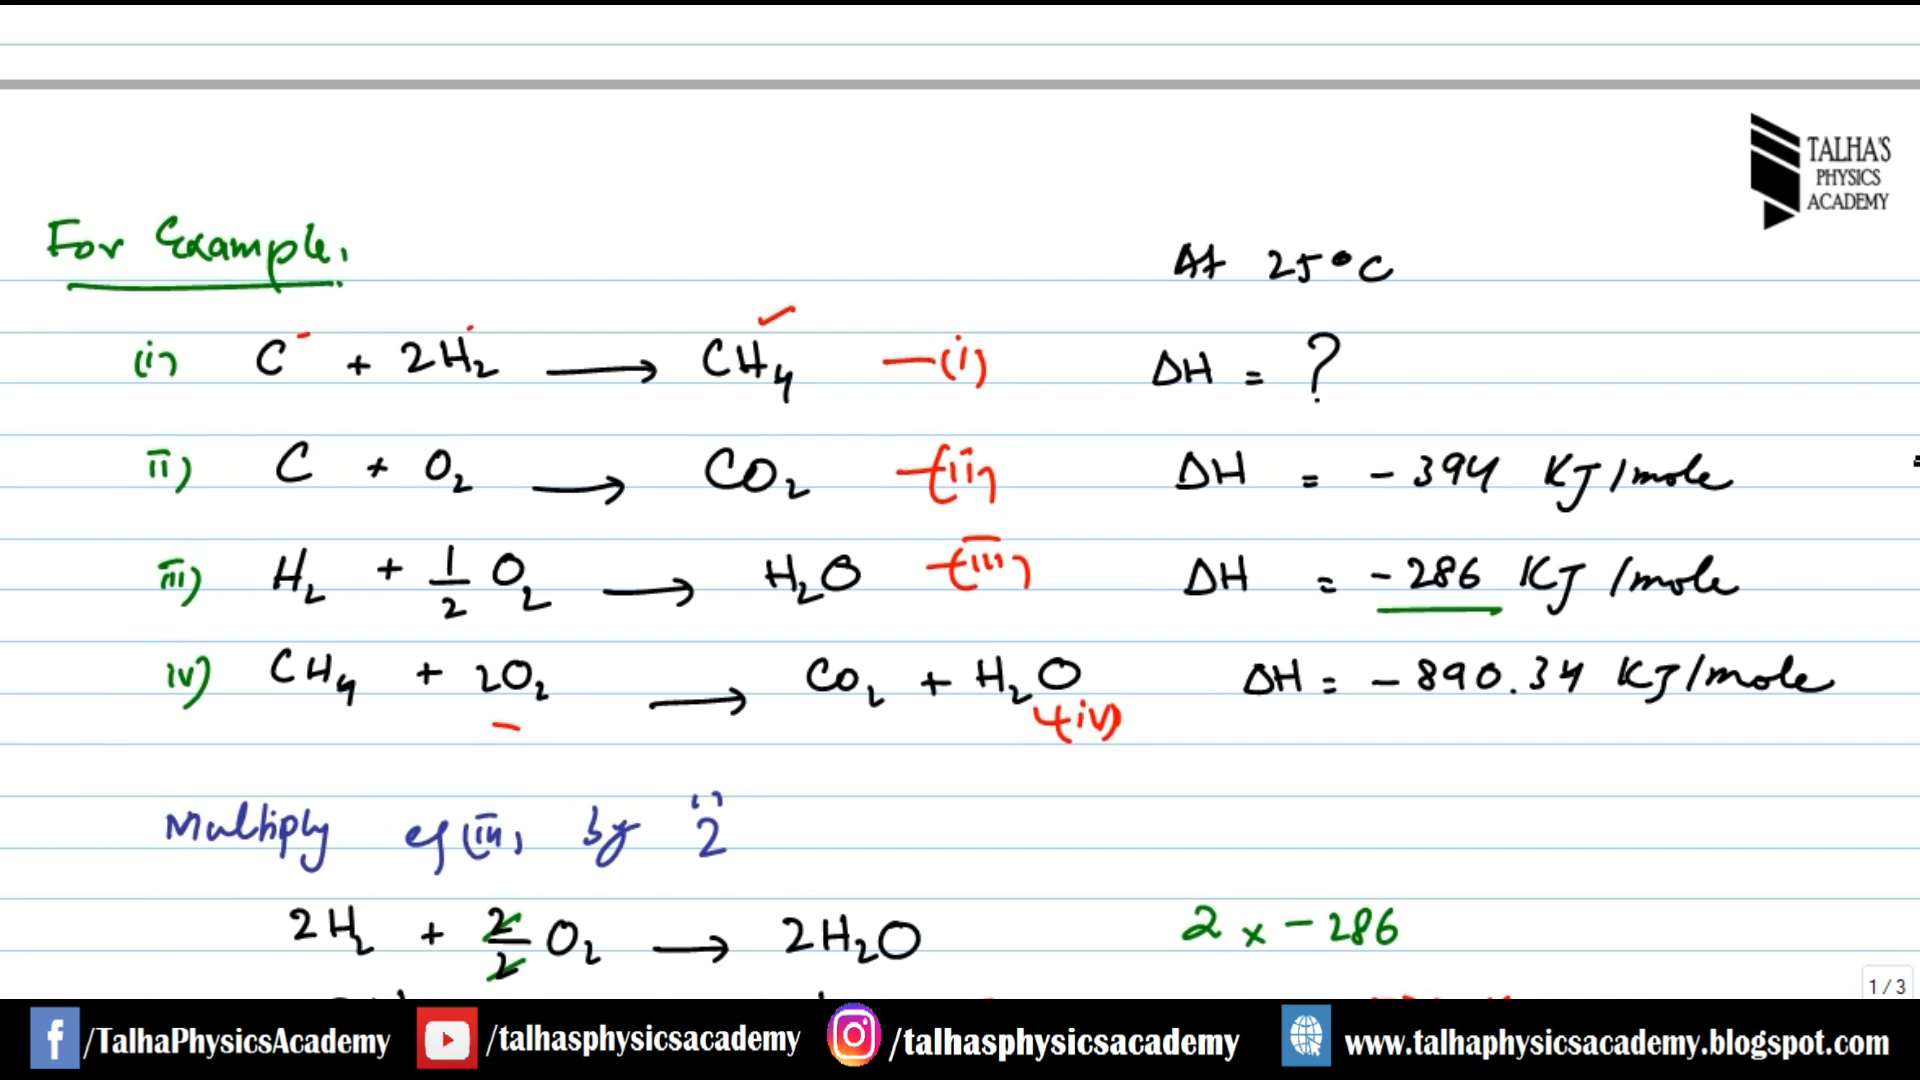 TALHA'S
PHYSICS
ACADEMY
For Example,
At 25°C
(i) C + 2H₂ ⟶ CH₄ —(i) ΔH = ?
ii) C + O₂ ⟶ CO₂ —(ii) ΔH = -394 KJ/mole
iii) H₂ + 1/2 O₂ ⟶ H₂O —(iii) ΔH = -286 KJ/mole
iv) CH₄ + 2O₂ ⟶ CO₂ + H₂O —(iv) ΔH = -890.34 KJ/mole
Multiply eq(iii) by "2
2H₂ + 2/2 O₂ ⟶ 2H₂O 2 x -286
1 / 3
/TalhaPhysicsAcademy /talhasphysicsacademy /talhasphysicsacademy www.talhaphysicsacademy.blogspot.com